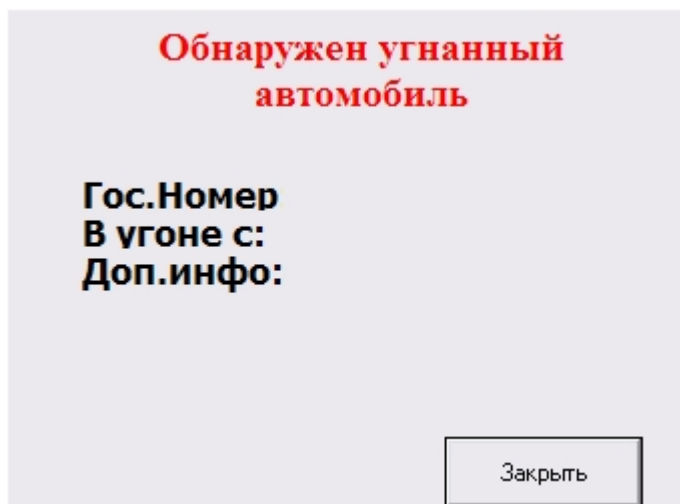 Обнаружен угнанный
автомобиль
Гос.Номер
В угоне с:
Доп.инфо:
Закрыть